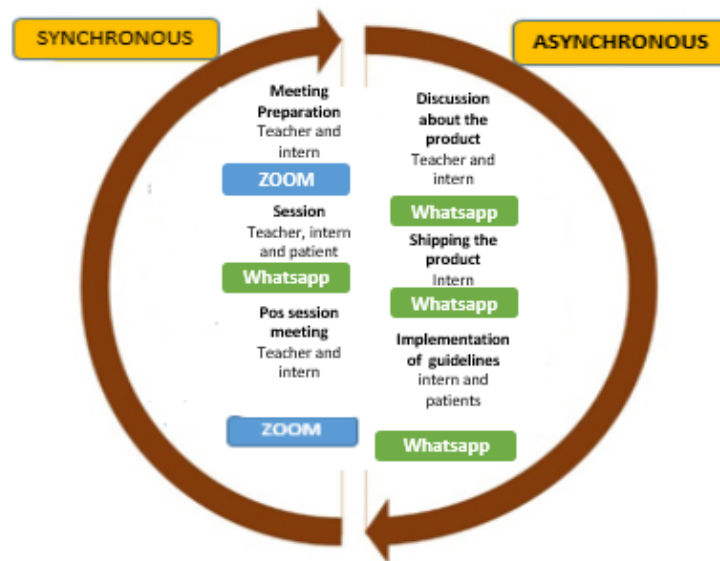 SYNCHRONOUS
Meeting
Preparation
Teacher and
intern
ZOOM
Session
Teacher, intern
and patient
Whatsapp
Pos session
meeting
Teacher and
intern
ZOOM
ASYNCHRONOUS
Discussion
about the
product
Teacher and
intern
Whatsapp
Shipping the
product
Intern
Whatsapp
Implementation
of guidelines
intern and
patients
Whatsapp